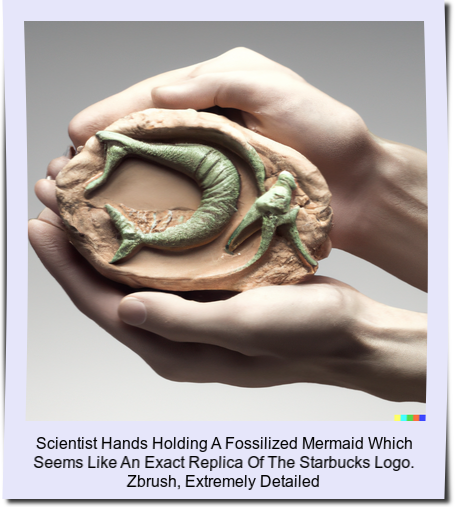 Scientist Hands Holding A Fossilized Mermaid Which
Seems Like An Exact Replica Of The Starbucks Logo.
Zbrush, Extremely Detailed